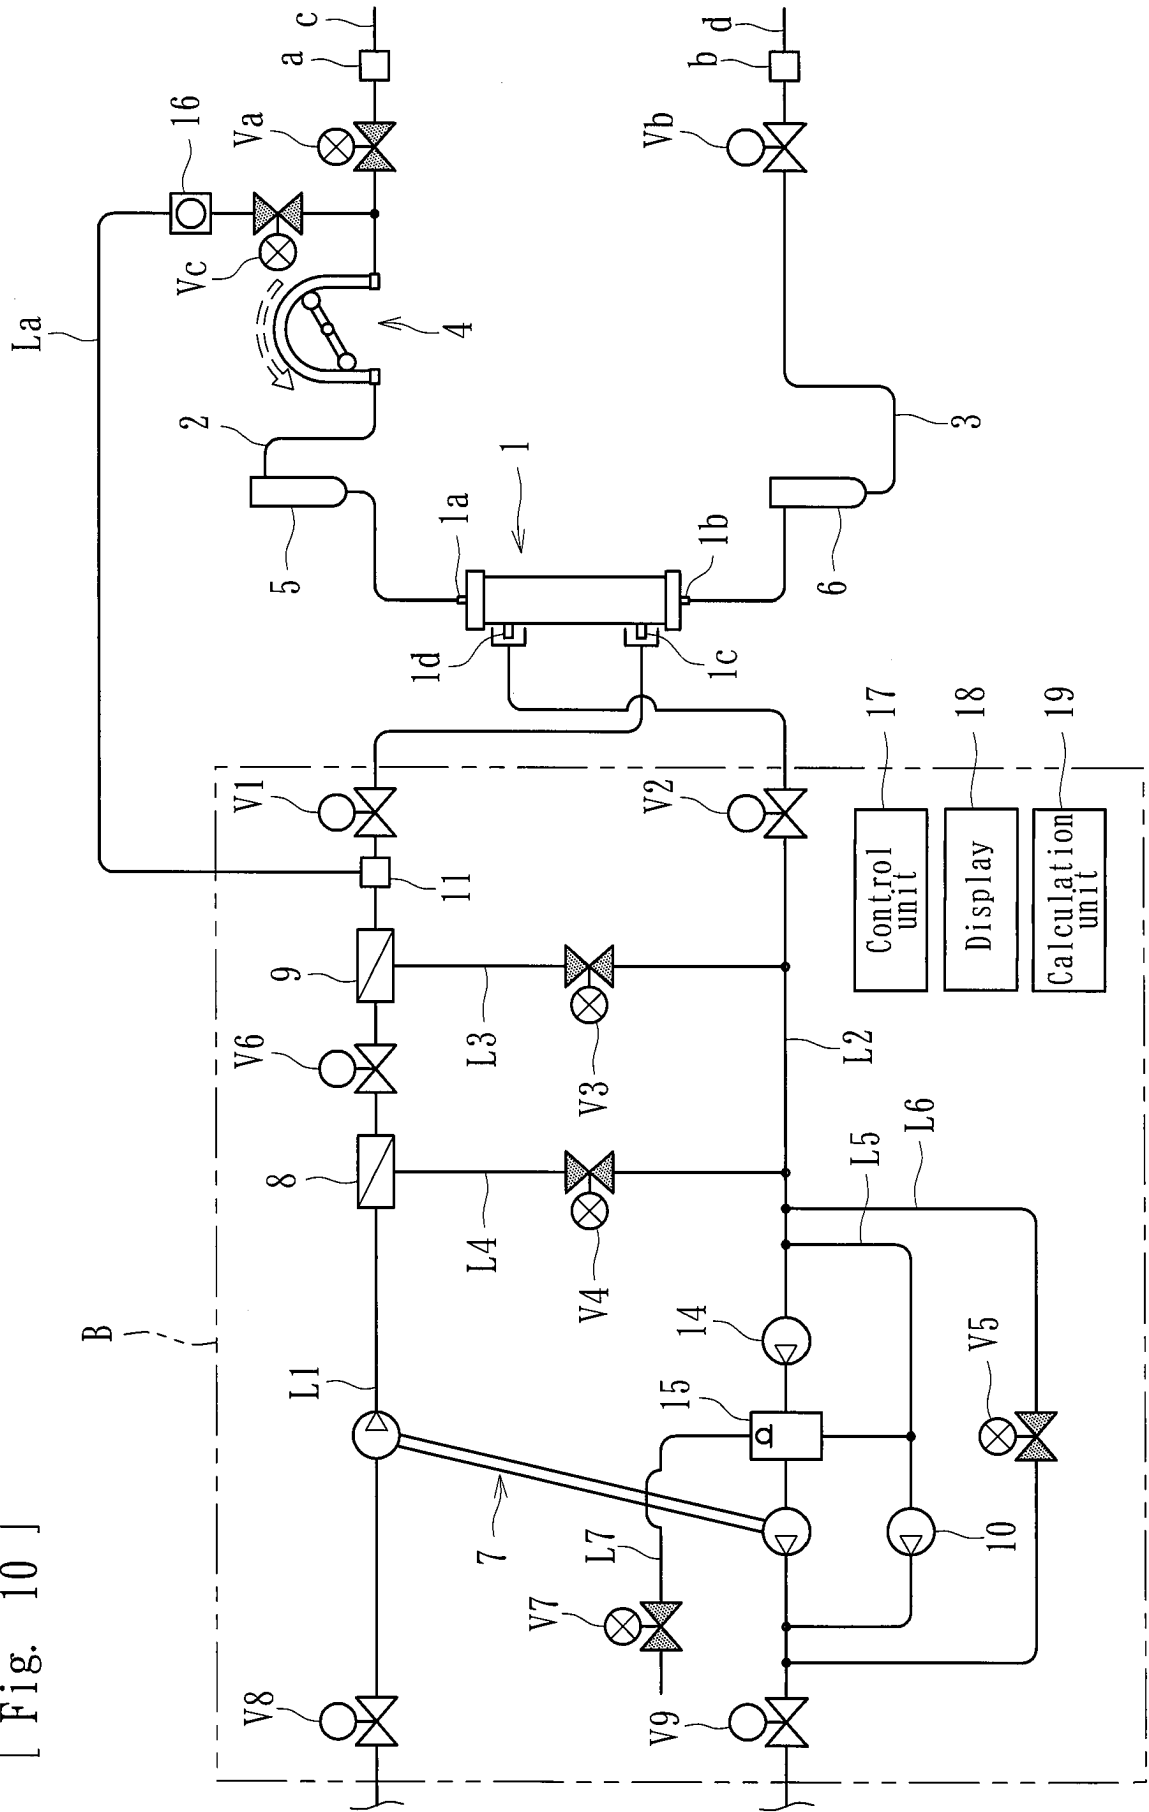 [ Fig. 10 ]
B
La
16
Va
a
c
Vc
4
2
5
1a
1
1d
1c
1b
6
3
Vb
b
d
V8
L1
8
V6
9
11
V1
7
L4
V4
L3
V3
V2
L7
V7
V9
15
14
10
L5
L6
V5
L2
Control
unit
17
Display
18
Calculation
unit
19